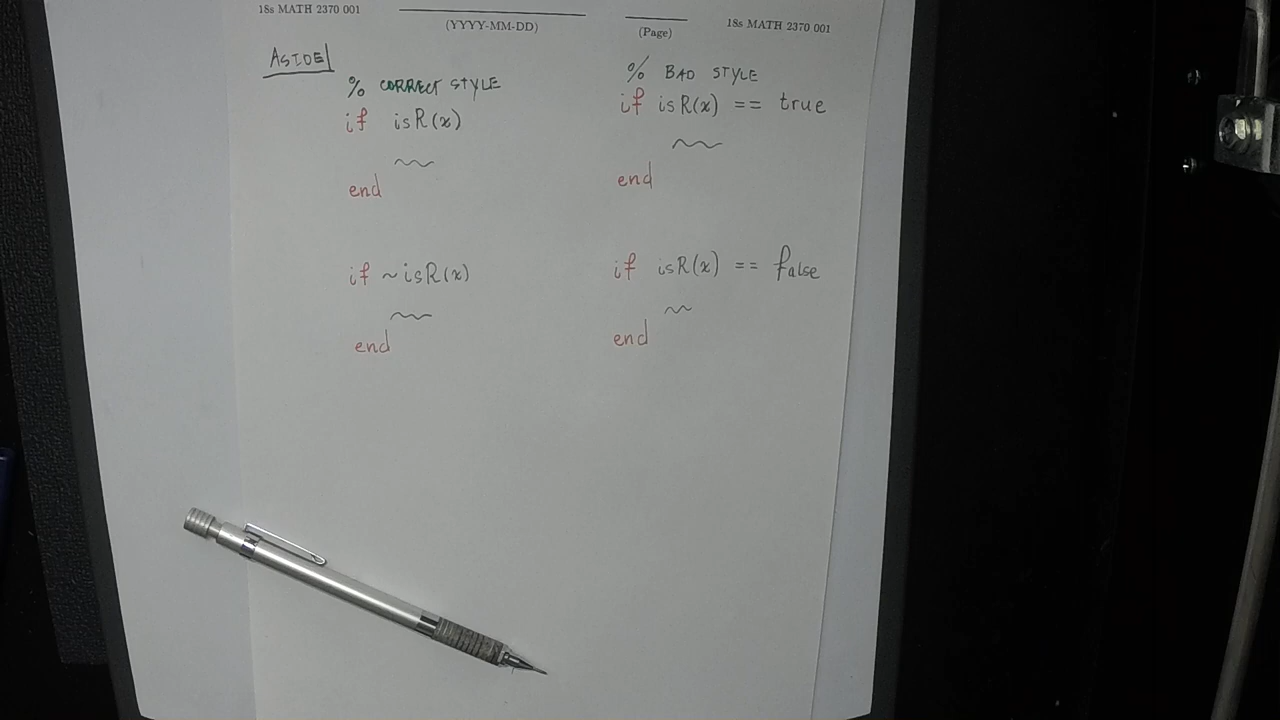 18s MATH 2370 001
(YYYY-MM-DD)
(Page)
18s MATH 2370 001
ASIDE
% CORRECT STYLE
if isR(x)
end
if ~isR(x)
end
% BAD STYLE
if isR(x) == true
end
if isR(x) == false
end